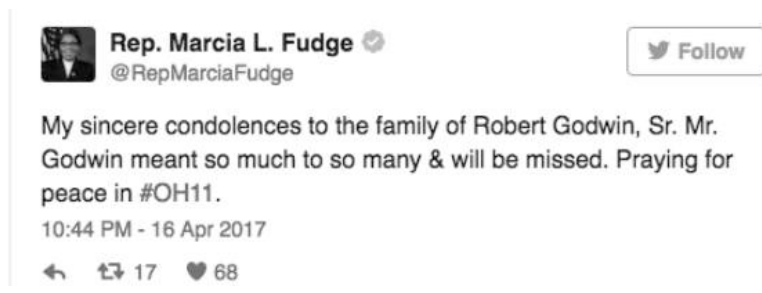 Rep. Marcia L. Fudge
@RepMarciaFudge
Follow
My sincere condolences to the family of Robert Godwin, Sr. Mr.
Godwin meant so much to so many & will be missed. Praying for
peace in #OH11.
10:44 PM - 16 Apr 2017
17 68